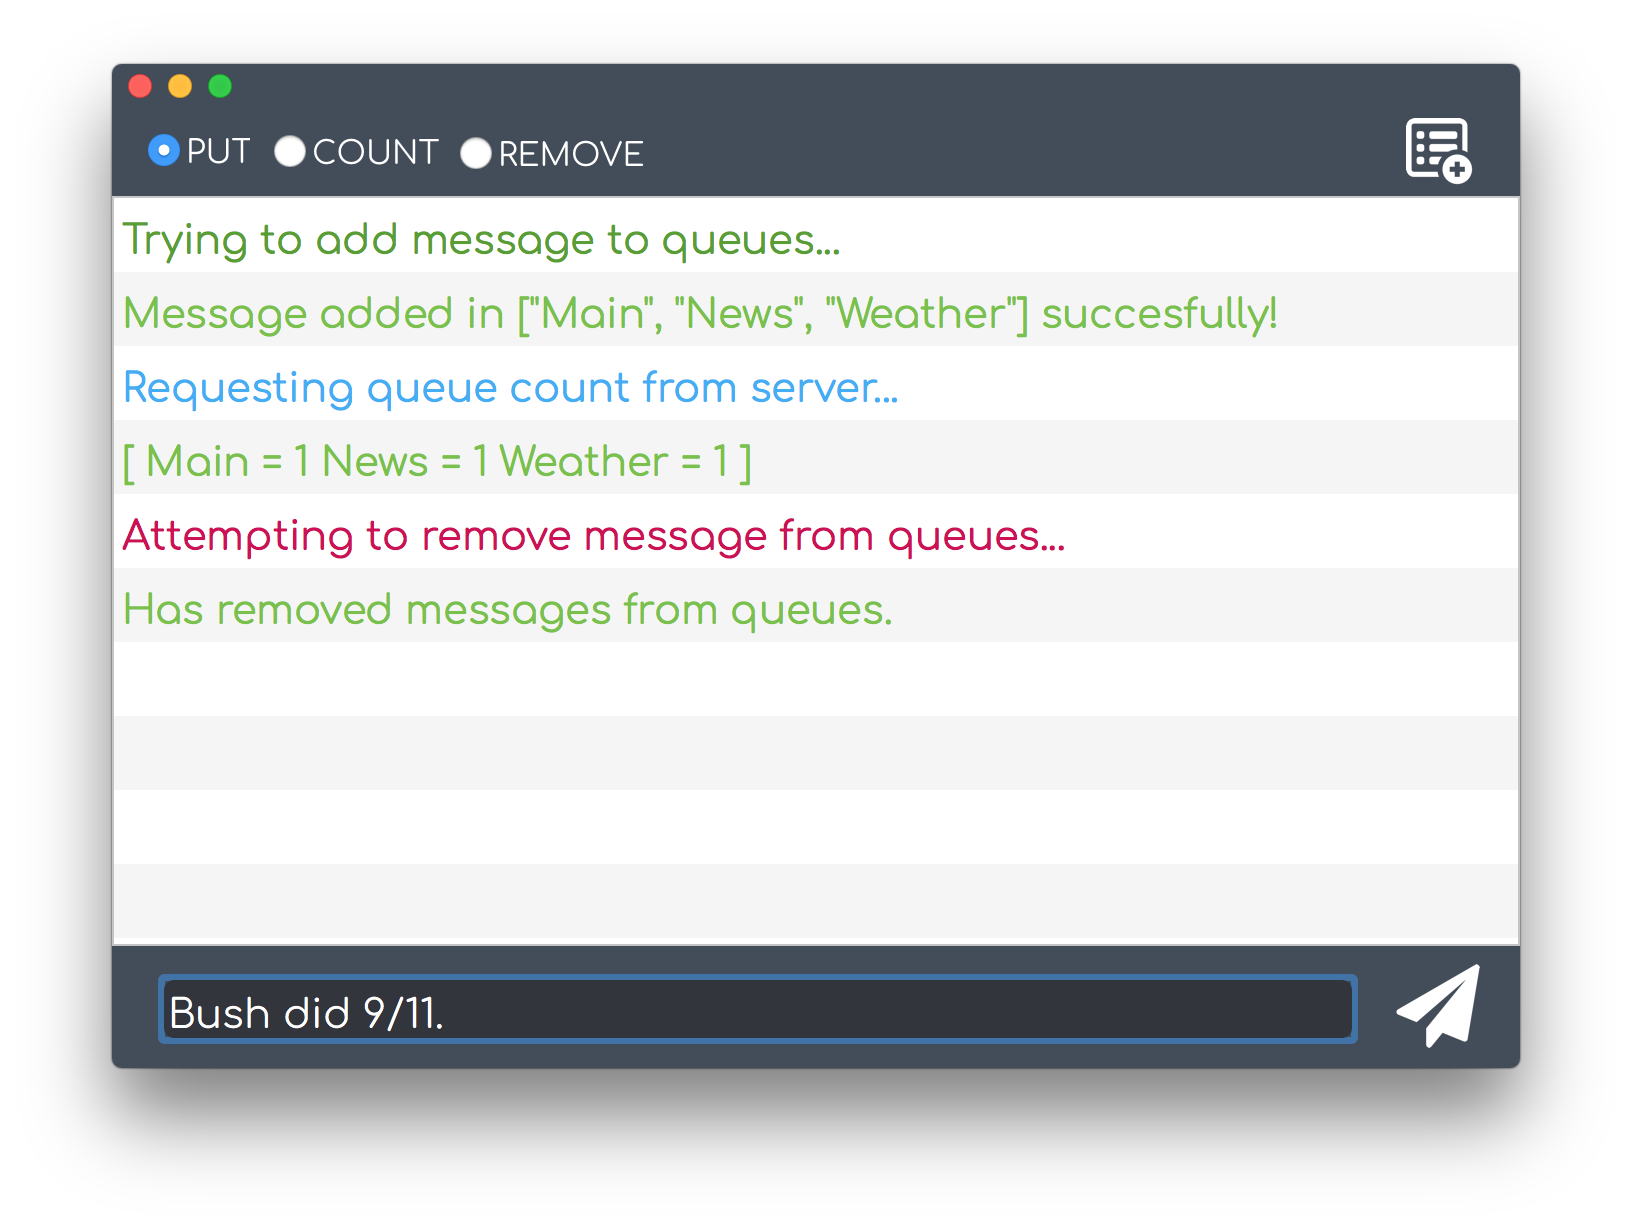 PUT COUNT REMOVE
Trying to add message to queues...
Message added in ["Main", "News", "Weather"] succesfully!
Requesting queue count from server...
[ Main = 1 News = 1 Weather = 1 ]
Attempting to remove message from queues...
Has removed messages from queues.
Bush did 9/11.